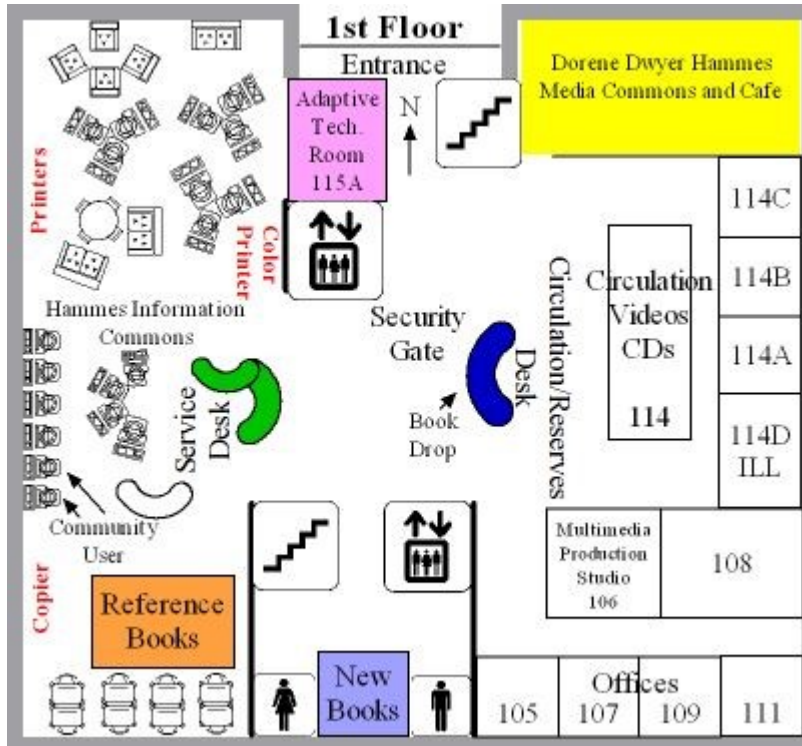 1st Floor
Entrance
Adaptive
Tech.
Room
115A
N
Dorene Dwyer Hammes
Media Commons and Cafe
Printers
Color
Printer
114C
114B
114A
114D
ILL
Circulation
Videos
CDs
114
Circulation/Reserves
Desk
Security
Gate
Book
Drop
Hammes Information
Commons
Service
Desk
Community
User
Copier
Reference
Books
New
Books
Multimedia
Production
Studio
106
108
Offices
105
107
109
111